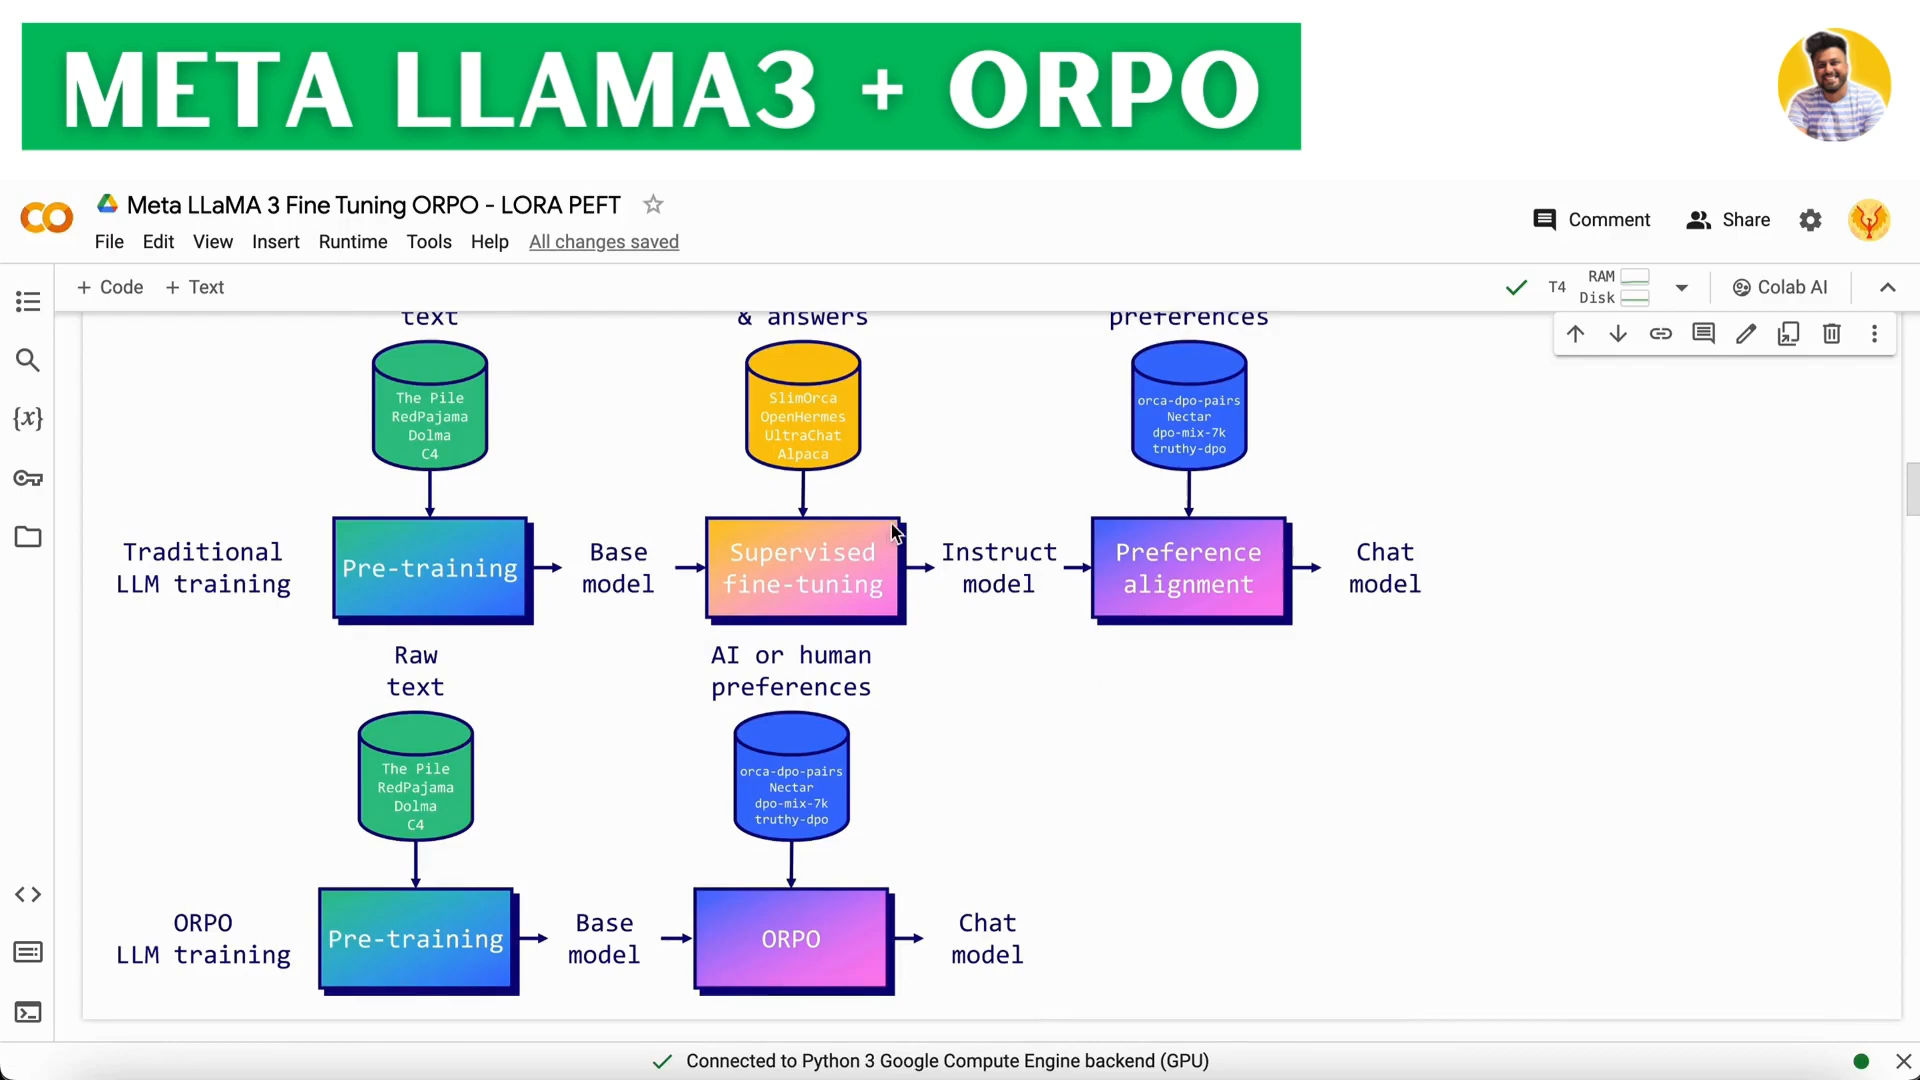 META LLAMA3 + ORPO
Meta LLaMA 3 Fine Tuning ORPO - LORA PEFT
Comment
Share
File Edit View Insert Runtime Tools Help All changes saved
+ Code + Text
T4
RAM
Disk
Colab AI
text
& answers
preferences
The Pile
RedPajama
Dolma
C4
SlimOrca
OpenHermes
UltraChat
Alpaca
orca-dpo-pairs
Nectar
dpo-mix-7k
truthy-dpo
Traditional
LLM training
Pre-training
Base
model
Supervised
fine-tuning
Instruct
model
Preference
alignment
Chat
model
Raw
text
AI or human
preferences
The Pile
RedPajama
Dolma
C4
orca-dpo-pairs
Nectar
dpo-mix-7k
truthy-dpo
ORPO
LLM training
Pre-training
Base
model
ORPO
Chat
model
Connected to Python 3 Google Compute Engine backend (GPU)